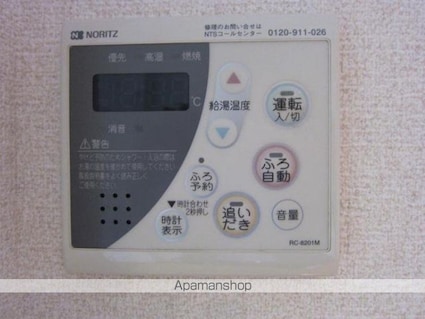 NORITZ
修理のお問い合せは
NTSコールセンター 0120-911-026
優先 高温 燃焼
℃
給湯温度
運転
入/切
消音
⚠警告
ふろ
予約
ふろ
自動
▼時計合わせ
2秒押し
時計
表示
追い
だき
音量
RC-8201M
Apamanshop